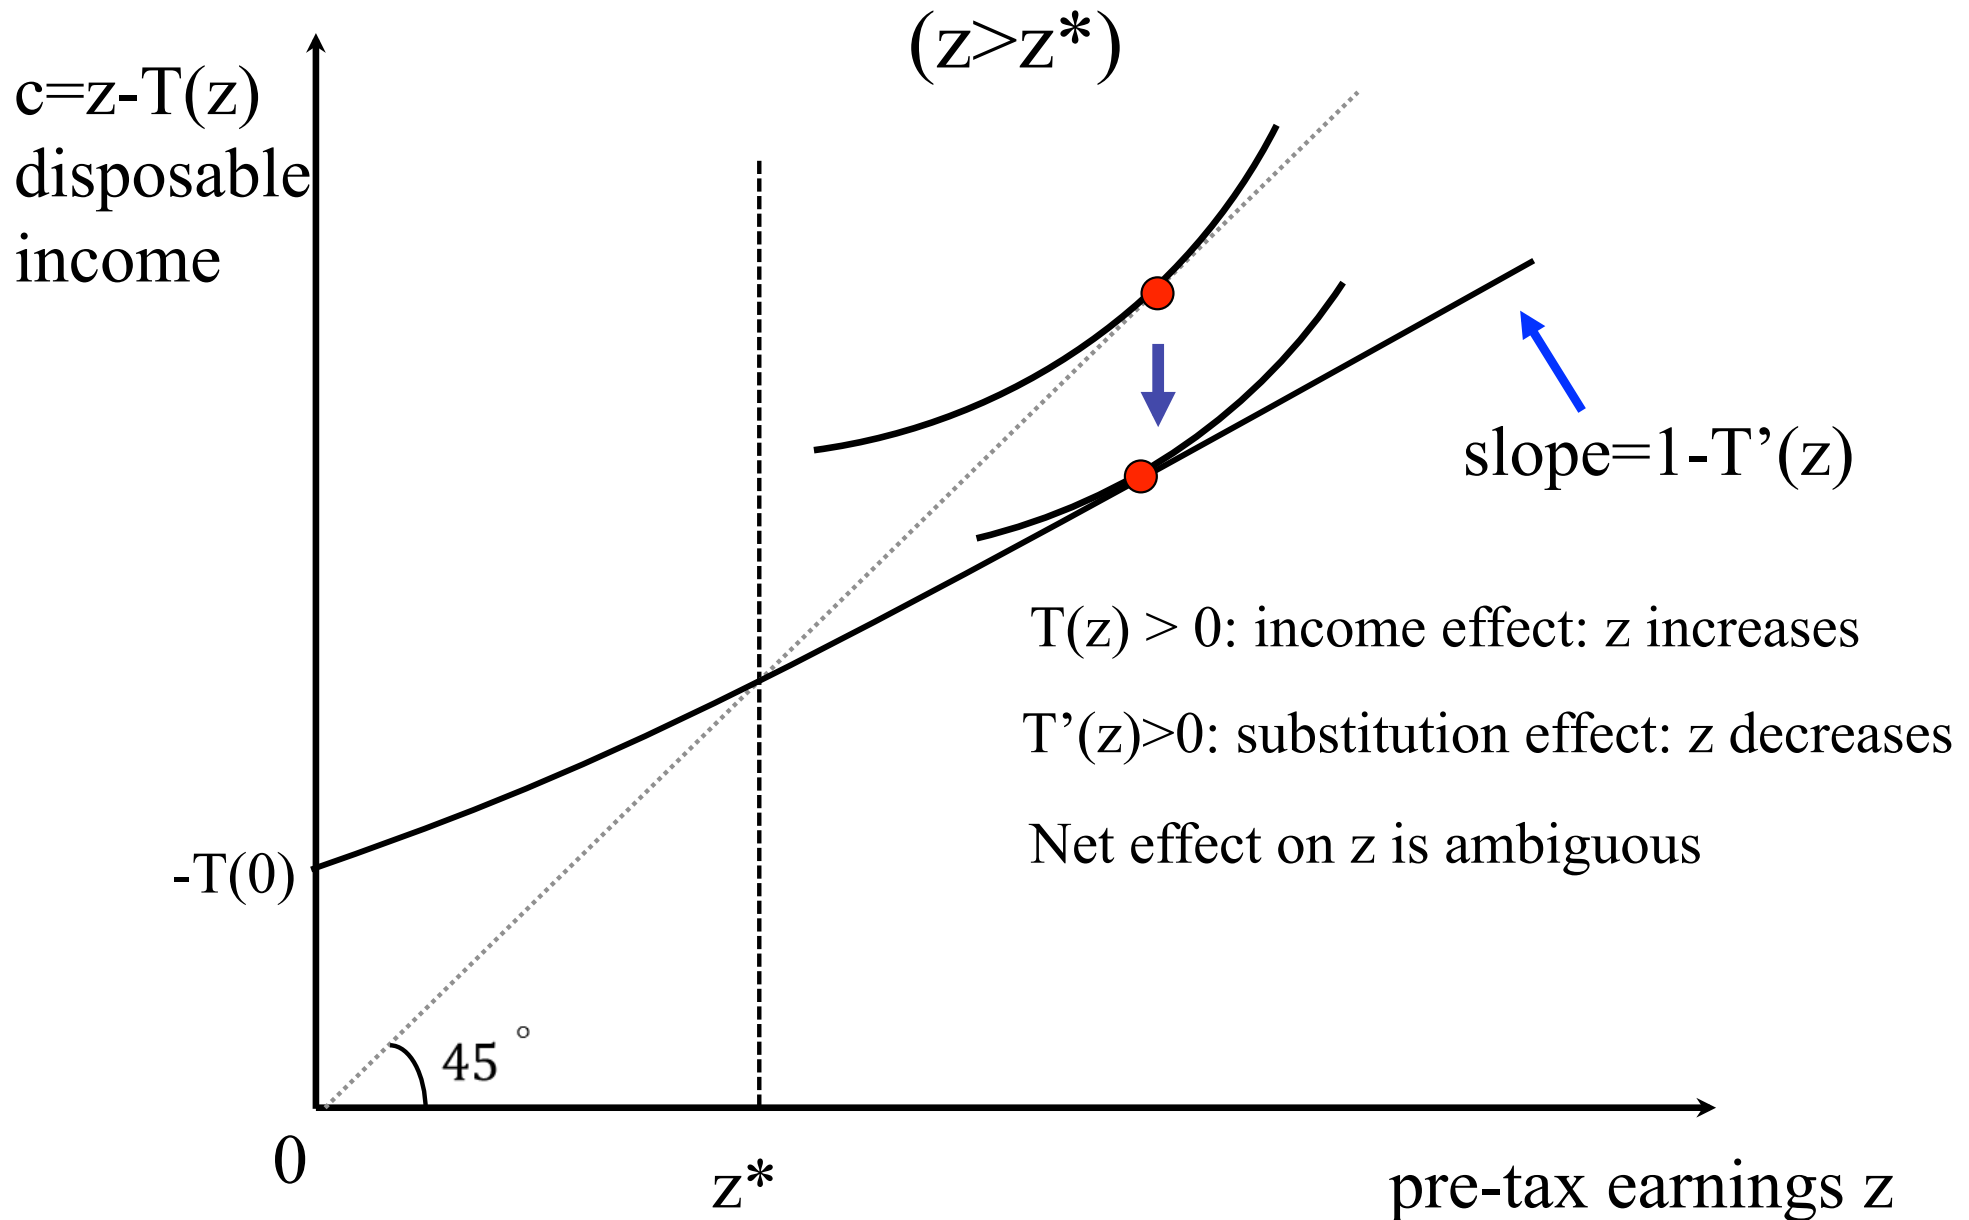 (z>z*)
c=z-T(z)
disposable
income
slope=1-T’(z)
T(z) > 0: income effect: z increases
T’(z)>0: substitution effect: z decreases
Net effect on z is ambiguous
-T(0)
45 °
0
z*
pre-tax earnings z